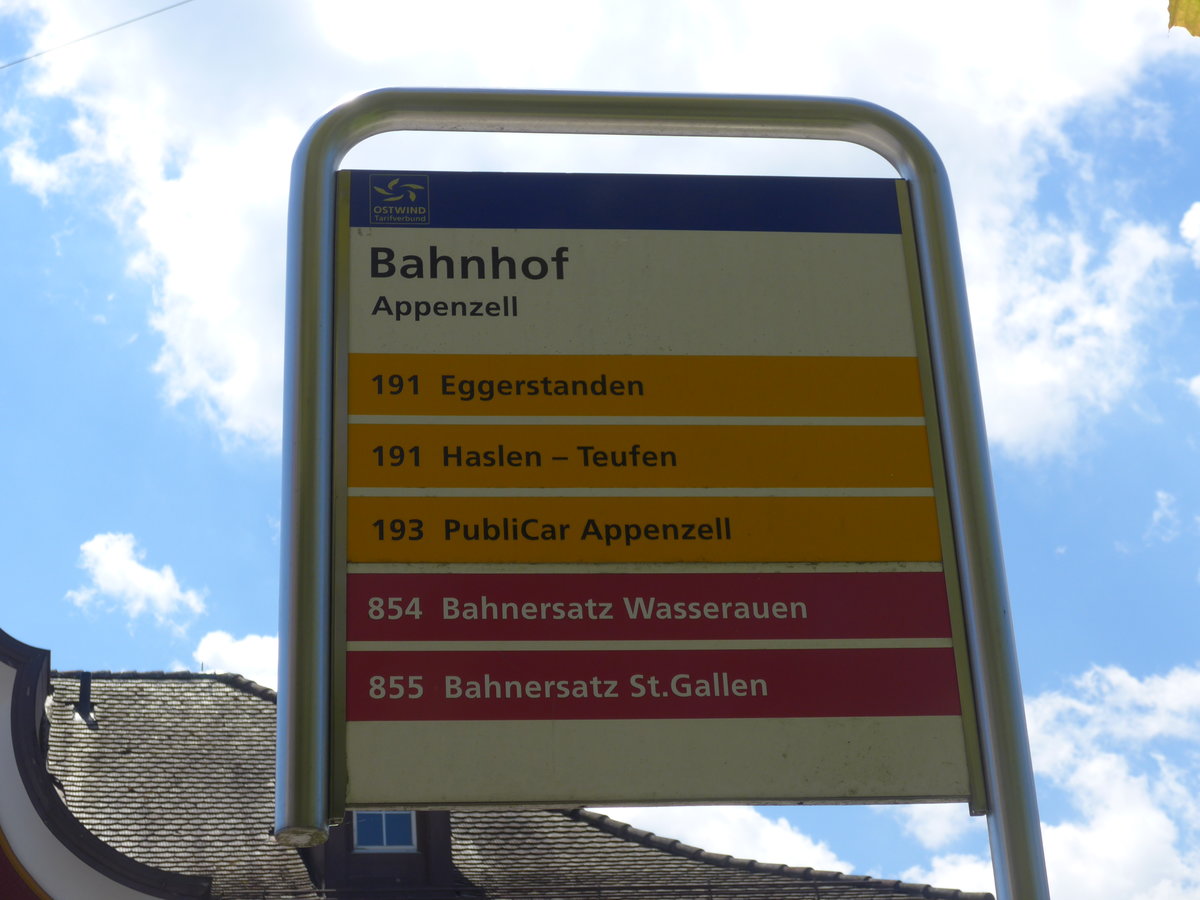 OSTWIND
Tarifverbund
Bahnhof
Appenzell
191 Eggerstanden
191 Haslen – Teufen
193 PubliCar Appenzell
854 Bahnersatz Wasserauen
855 Bahnersatz St.Gallen